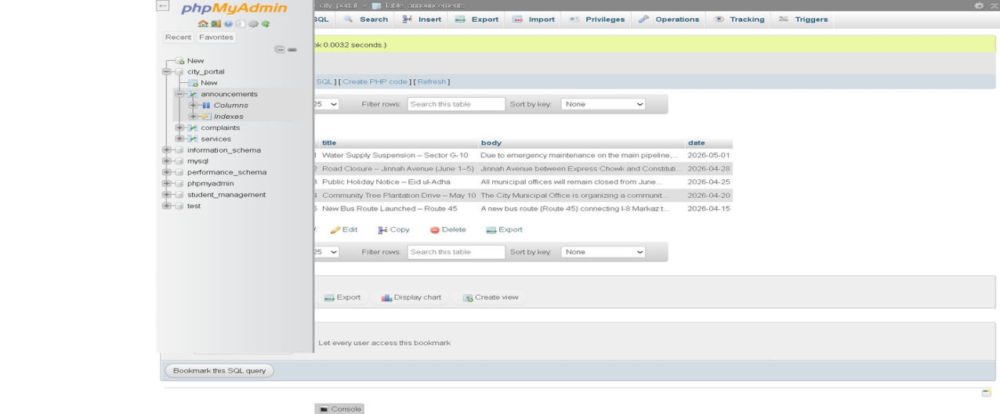 phpMyAdmin
Recent Favorites
New
city_portal
New
announcements
Columns
Indexes
complaints
services
information_schema
mysql
performance_schema
phpmyadmin
student_management
test
city_portal » Table: announcements
SQL Search Insert Export Import Privileges Operations Tracking Triggers
0.0032 seconds.)
SQL ] [ Create PHP code ] [ Refresh ]
25 Filter rows: Search this table Sort by key: None
title body date
1 Water Supply Suspension – Sector G-10 Due to emergency maintenance on the main pipeline,... 2026-05-01
2 Road Closure – Jinnah Avenue (June 1–5) Jinnah Avenue between Express Chowk and Constituti... 2026-04-28
3 Public Holiday Notice – Eid ul-Adha All municipal offices will remain closed from June... 2026-04-25
4 Community Tree Plantation Drive – May 10 The City Municipal Office is organizing a communit... 2026-04-20
5 New Bus Route Launched – Route 45 A new bus route (Route 45) connecting I-8 Markaz t... 2026-04-15
Edit Copy Delete Export
25 Filter rows: Search this table Sort by key: None
Export Display chart Create view
Let every user access this bookmark
Bookmark this SQL query
Console